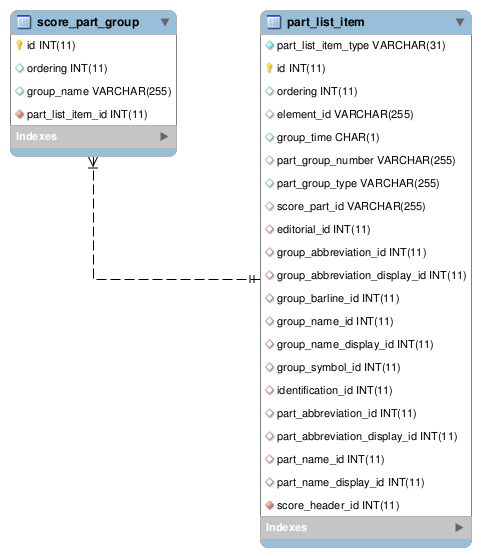 score_part_group
id INT(11)
ordering INT(11)
group_name VARCHAR(255)
part_list_item_id INT(11)
Indexes
part_list_item
part_list_item_type VARCHAR(31)
id INT(11)
ordering INT(11)
element_id VARCHAR(255)
group_time CHAR(1)
part_group_number VARCHAR(255)
part_group_type VARCHAR(255)
score_part_id VARCHAR(255)
editorial_id INT(11)
group_abbreviation_id INT(11)
group_abbreviation_display_id INT(11)
group_barline_id INT(11)
group_name_id INT(11)
group_name_display_id INT(11)
group_symbol_id INT(11)
identification_id INT(11)
part_abbreviation_id INT(11)
part_abbreviation_display_id INT(11)
part_name_id INT(11)
part_name_display_id INT(11)
score_header_id INT(11)
Indexes